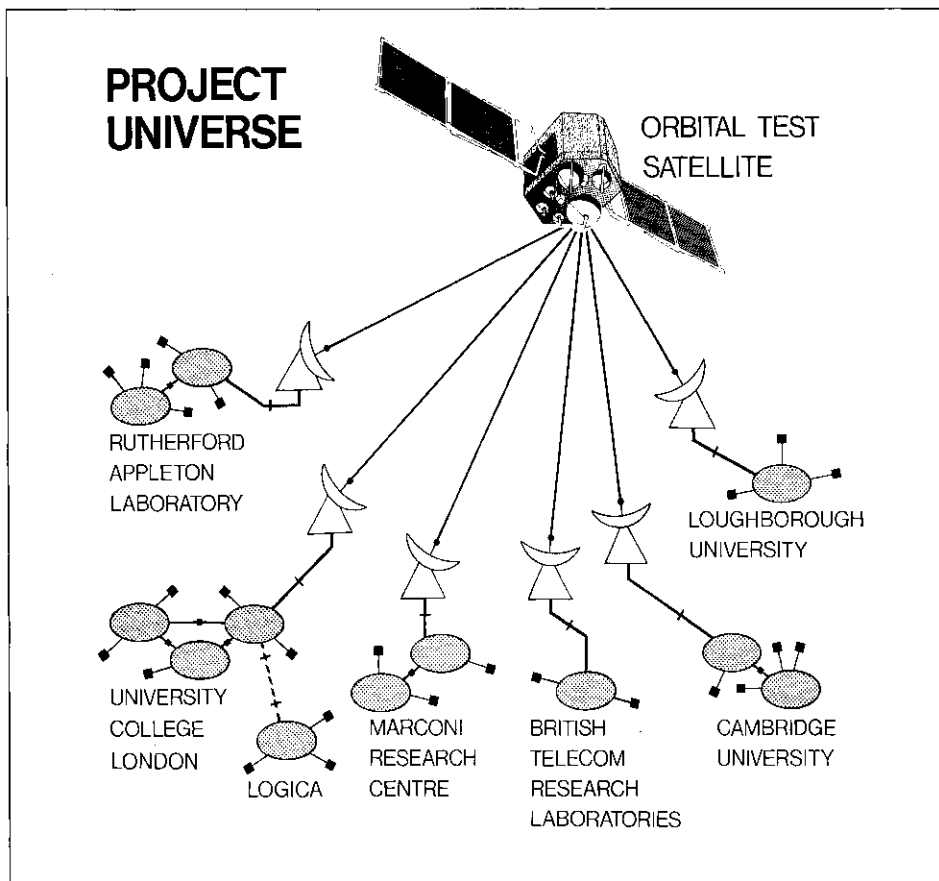 PROJECT
UNIVERSE
ORBITAL TEST
SATELLITE
RUTHERFORD
APPLETON
LABORATORY
LOUGHBOROUGH
UNIVERSITY
UNIVERSITY
COLLEGE
LONDON
LOGICA
MARCONI
RESEARCH
CENTRE
BRITISH
TELECOM
RESEARCH
LABORATORIES
CAMBRIDGE
UNIVERSITY